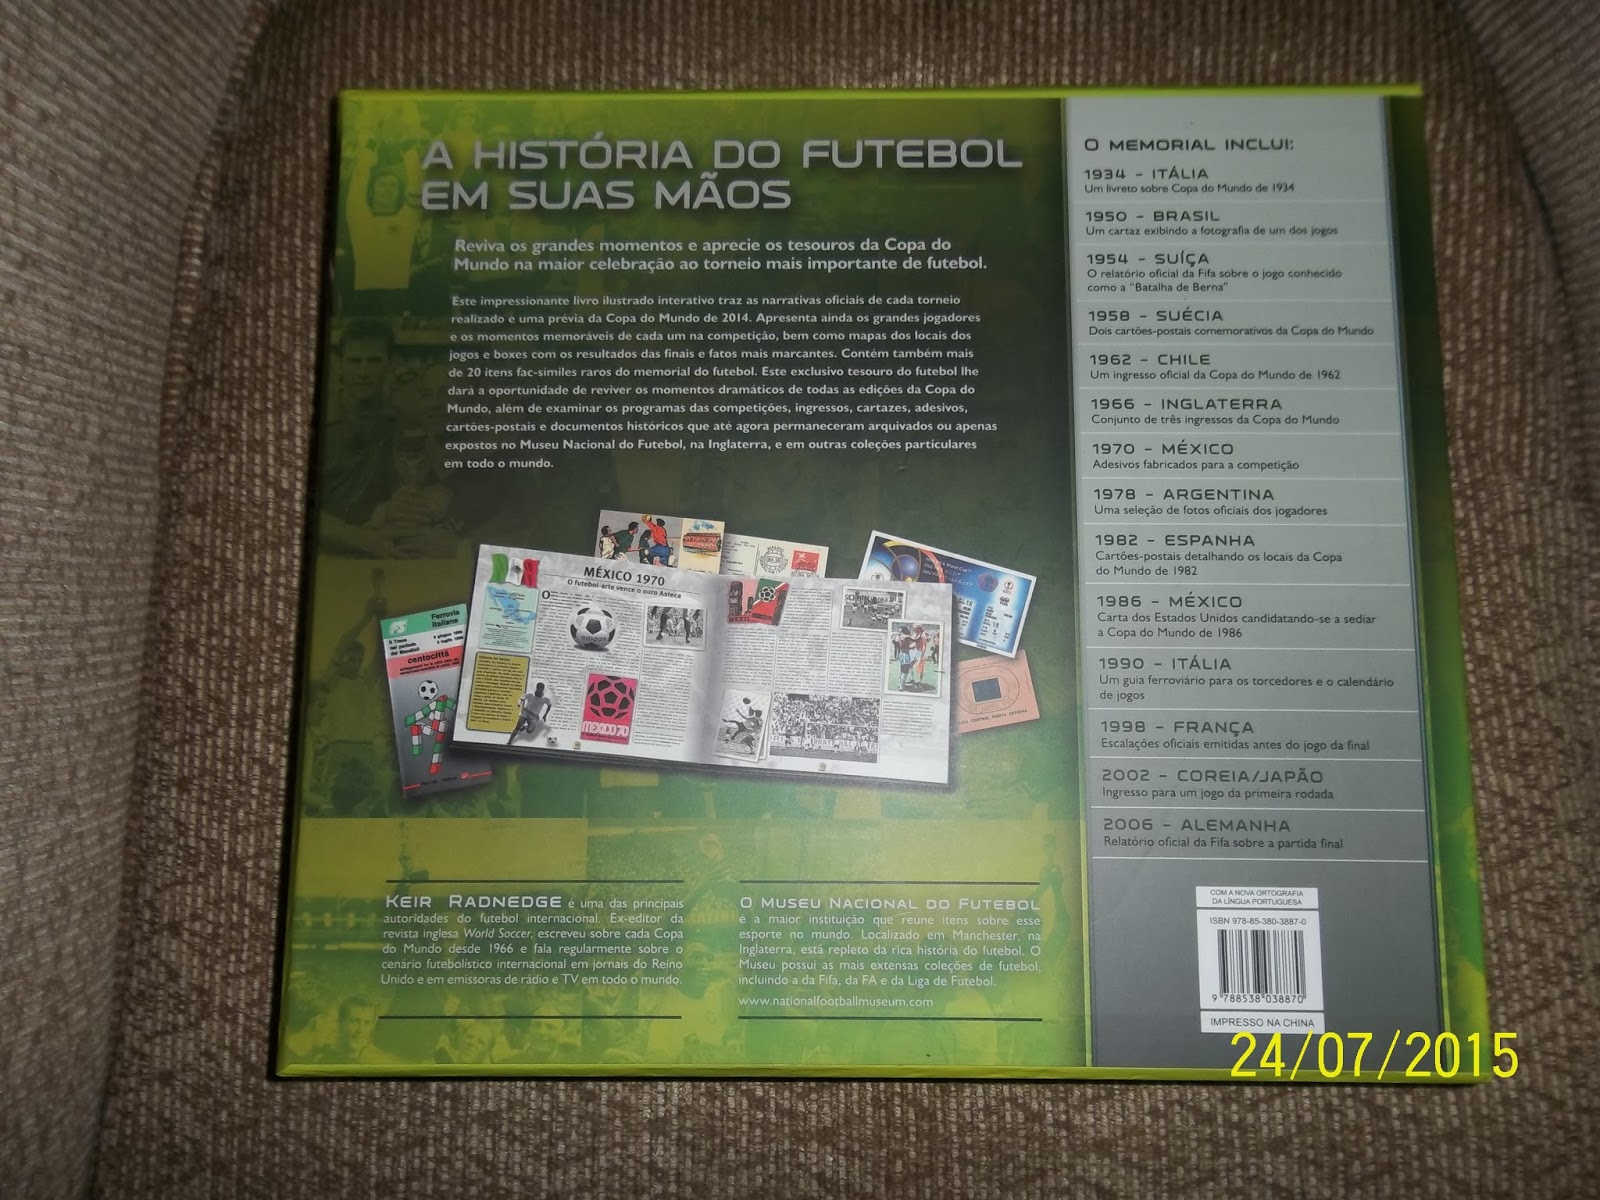 A HISTÓRIA DO FUTEBOL
EM SUAS MÃOS
Reviva os grandes momentos e aprecie os tesouros da Copa do
Mundo na maior celebração ao torneio mais importante de futebol.
Este impressionante livro ilustrado interativo traz as narrativas oficiais de cada torneio
realizado e uma prévia da Copa do Mundo de 2014. Apresenta ainda os grandes jogadores
e os momentos memoráveis de cada um na competição, bem como mapas dos locais dos
jogos e boxes com os resultados das finais e fatos mais marcantes. Contém também mais
de 20 itens fac-símiles raros do memorial do futebol. Este exclusivo tesouro do futebol lhe
dará a oportunidade de reviver os momentos dramáticos de todas as edições da Copa do
Mundo, além de examinar os programas das competições, ingressos, cartazes, adesivos,
cartões-postais e documentos históricos que até agora permaneceram arquivados ou apenas
expostos no Museu Nacional do Futebol, na Inglaterra, e em outras coleções particulares
em todo o mundo.
MÉXICO 1970
O futebol-arte vence o ouro Asteca
adidas
MEXICO 70
Ferrovie
italiane
centocittà
KEIR RADNEDGE é uma das principais
autoridades do futebol internacional. Ex-editor da
revista inglesa World Soccer, escreveu sobre cada Copa
do Mundo desde 1966 e fala regularmente sobre o
cenário futebolístico internacional em jornais do Reino
Unido e em emissoras de rádio e TV em todo o mundo.
O MUSEU NACIONAL DO FUTEBOL
é a maior instituição que reúne itens sobre esse
esporte no mundo. Localizado em Manchester, na
Inglaterra, está repleto da rica história do futebol. O
Museu possui as mais extensas coleções de futebol,
incluindo a da Fifa, da FA e da Liga de Futebol.
www.nationalfootballmuseum.com
O MEMORIAL INCLUI:
1934 - ITÁLIA
Um livreto sobre Copa do Mundo de 1934
1950 - BRASIL
Um cartaz exibindo a fotografia de um dos jogos
1954 - SUÍÇA
O relatório oficial da Fifa sobre o jogo conhecido
como a "Batalha de Berna"
1958 - SUÉCIA
Dois cartões-postais comemorativos da Copa do Mundo
1962 - CHILE
Um ingresso oficial da Copa do Mundo de 1962
1966 - INGLATERRA
Conjunto de três ingressos da Copa do Mundo
1970 - MÉXICO
Adesivos fabricados para a competição
1978 - ARGENTINA
Uma seleção de fotos oficiais dos jogadores
1982 - ESPANHA
Cartões-postais detalhando os locais da Copa
do Mundo de 1982
1986 - MÉXICO
Carta dos Estados Unidos candidatando-se a sediar
a Copa do Mundo de 1986
1990 - ITÁLIA
Um guia ferroviário para os torcedores e o calendário
de jogos
1998 - FRANÇA
Escalações oficiais emitidas antes do jogo da final
2002 - COREIA/JAPÃO
Ingresso para um jogo da primeira rodada
2006 - ALEMANHA
Relatório oficial da Fifa sobre a partida final
COM A NOVA ORTOGRAFIA
DA LÍNGUA PORTUGUESA
ISBN 978-85-380-3887-0
9 788538 038870
IMPRESSO NA CHINA
24/07/2015